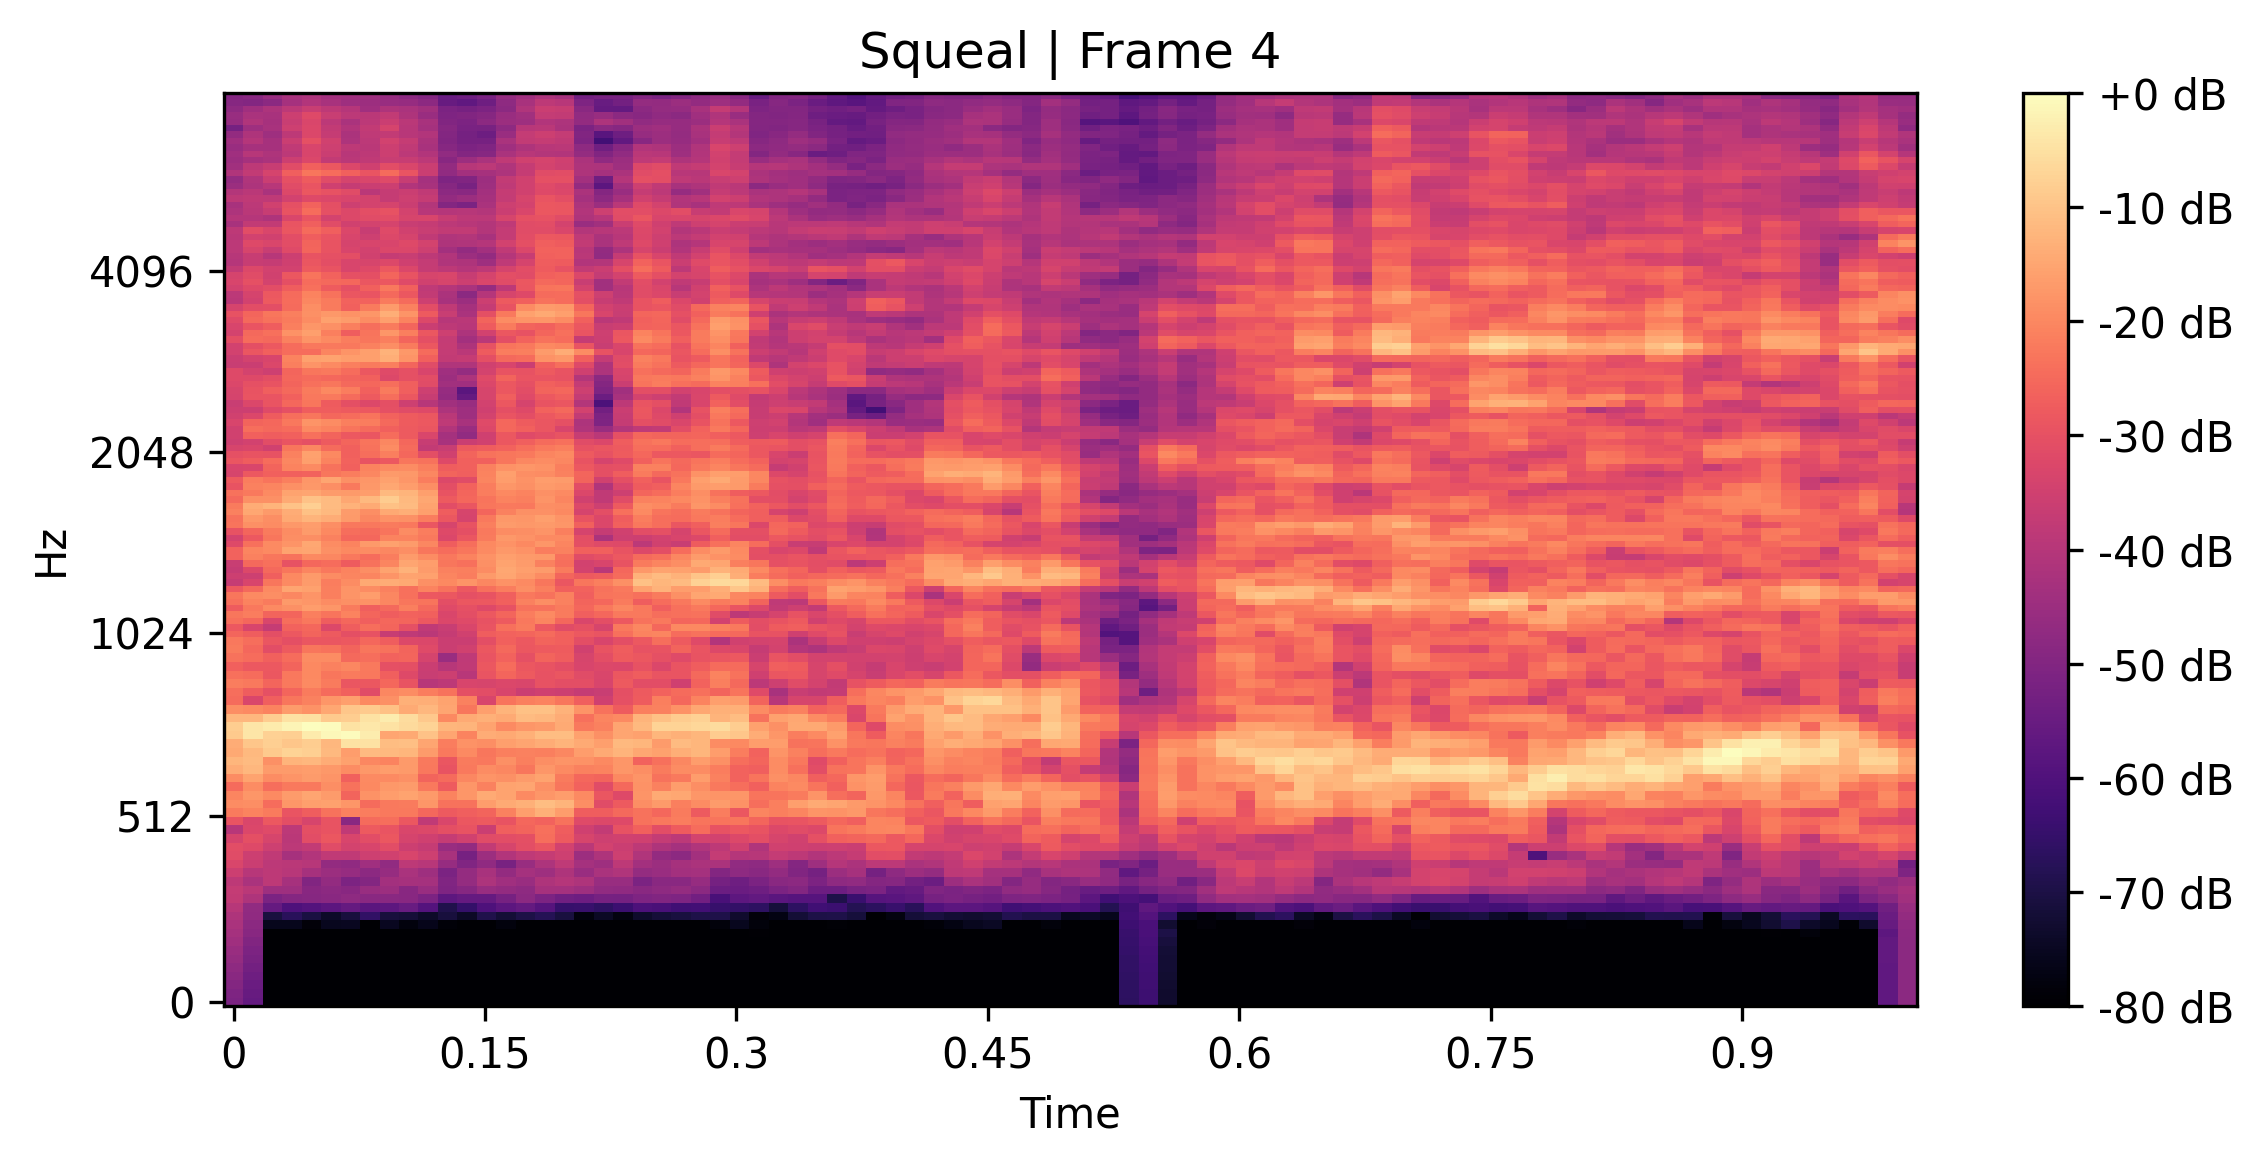 Squeal | Frame 4
+0 dB
-10 dB
-20 dB
-30 dB
-40 dB
-50 dB
-60 dB
-70 dB
-80 dB
Hz
4096
2048
1024
512
0
0 0.15 0.3 0.45 0.6 0.75 0.9
Time